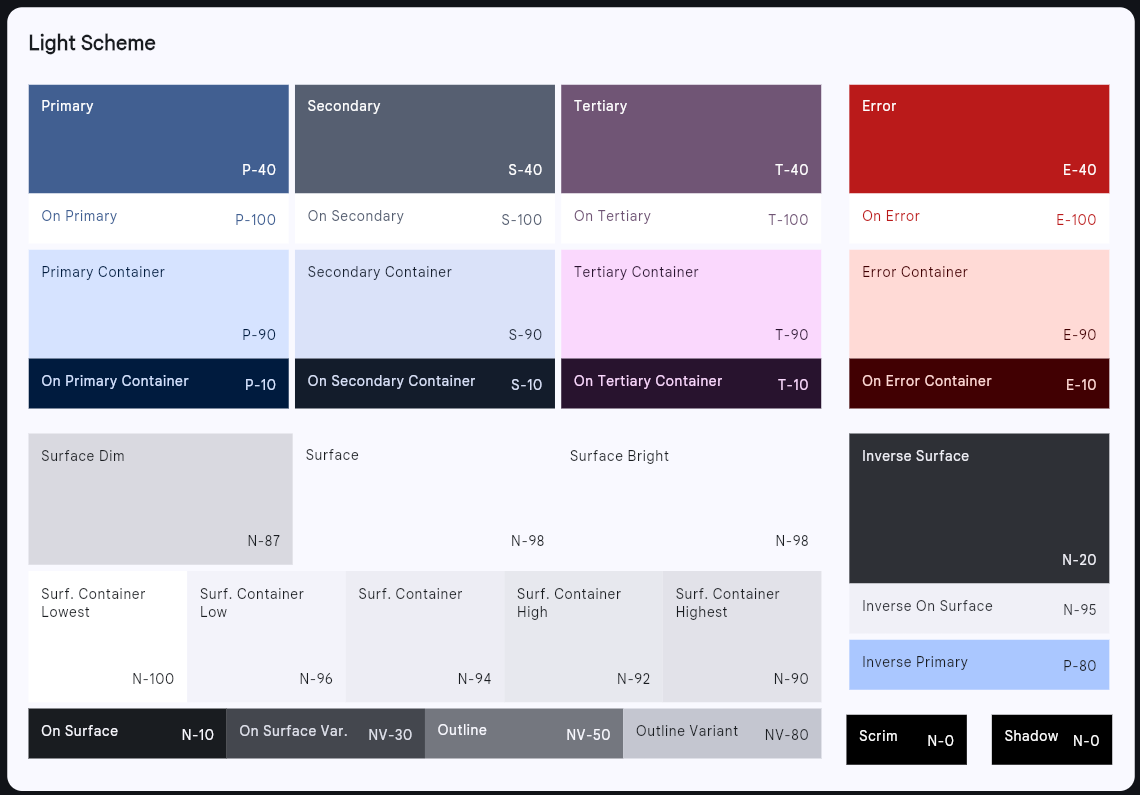 Light Scheme
Primary
P-40
Secondary
S-40
Tertiary
T-40
Error
E-40
On Primary
P-100
On Secondary
S-100
On Tertiary
T-100
On Error
E-100
Primary Container
P-90
Secondary Container
S-90
Tertiary Container
T-90
Error Container
E-90
On Primary Container
P-10
On Secondary Container
S-10
On Tertiary Container
T-10
On Error Container
E-10
Surface Dim
N-87
Surface
N-98
Surface Bright
N-98
Inverse Surface
N-20
Surf. Container
Lowest
N-100
Surf. Container
Low
N-96
Surf. Container
N-94
Surf. Container
High
N-92
Surf. Container
Highest
N-90
Inverse On Surface
N-95
Inverse Primary
P-80
On Surface
N-10
On Surface Var.
NV-30
Outline
NV-50
Outline Variant
NV-80
Scrim
N-0
Shadow
N-0